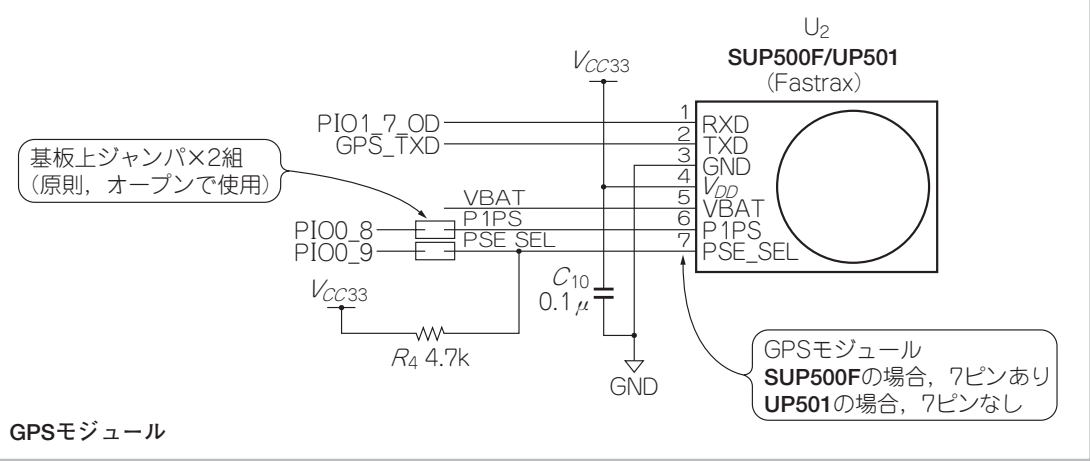 U2
SUP500F/UP501
(Fastrax)
VCC33
PIO1_7_OD
GPS_TXD
1
RXD
2
TXD
3
GND
4
VDD
5
VBAT
6
P1PS
7
PSE_SEL
基板上ジャンパ×2組
(原則，オープンで使用)
VBAT
P1PS
PSE SEL
PIO0_8
PIO0_9
VCC33
R4 4.7k
C10
0.1μ
GND
GPSモジュール
SUP500Fの場合，7ピンあり
UP501の場合，7ピンなし
GPSモジュール